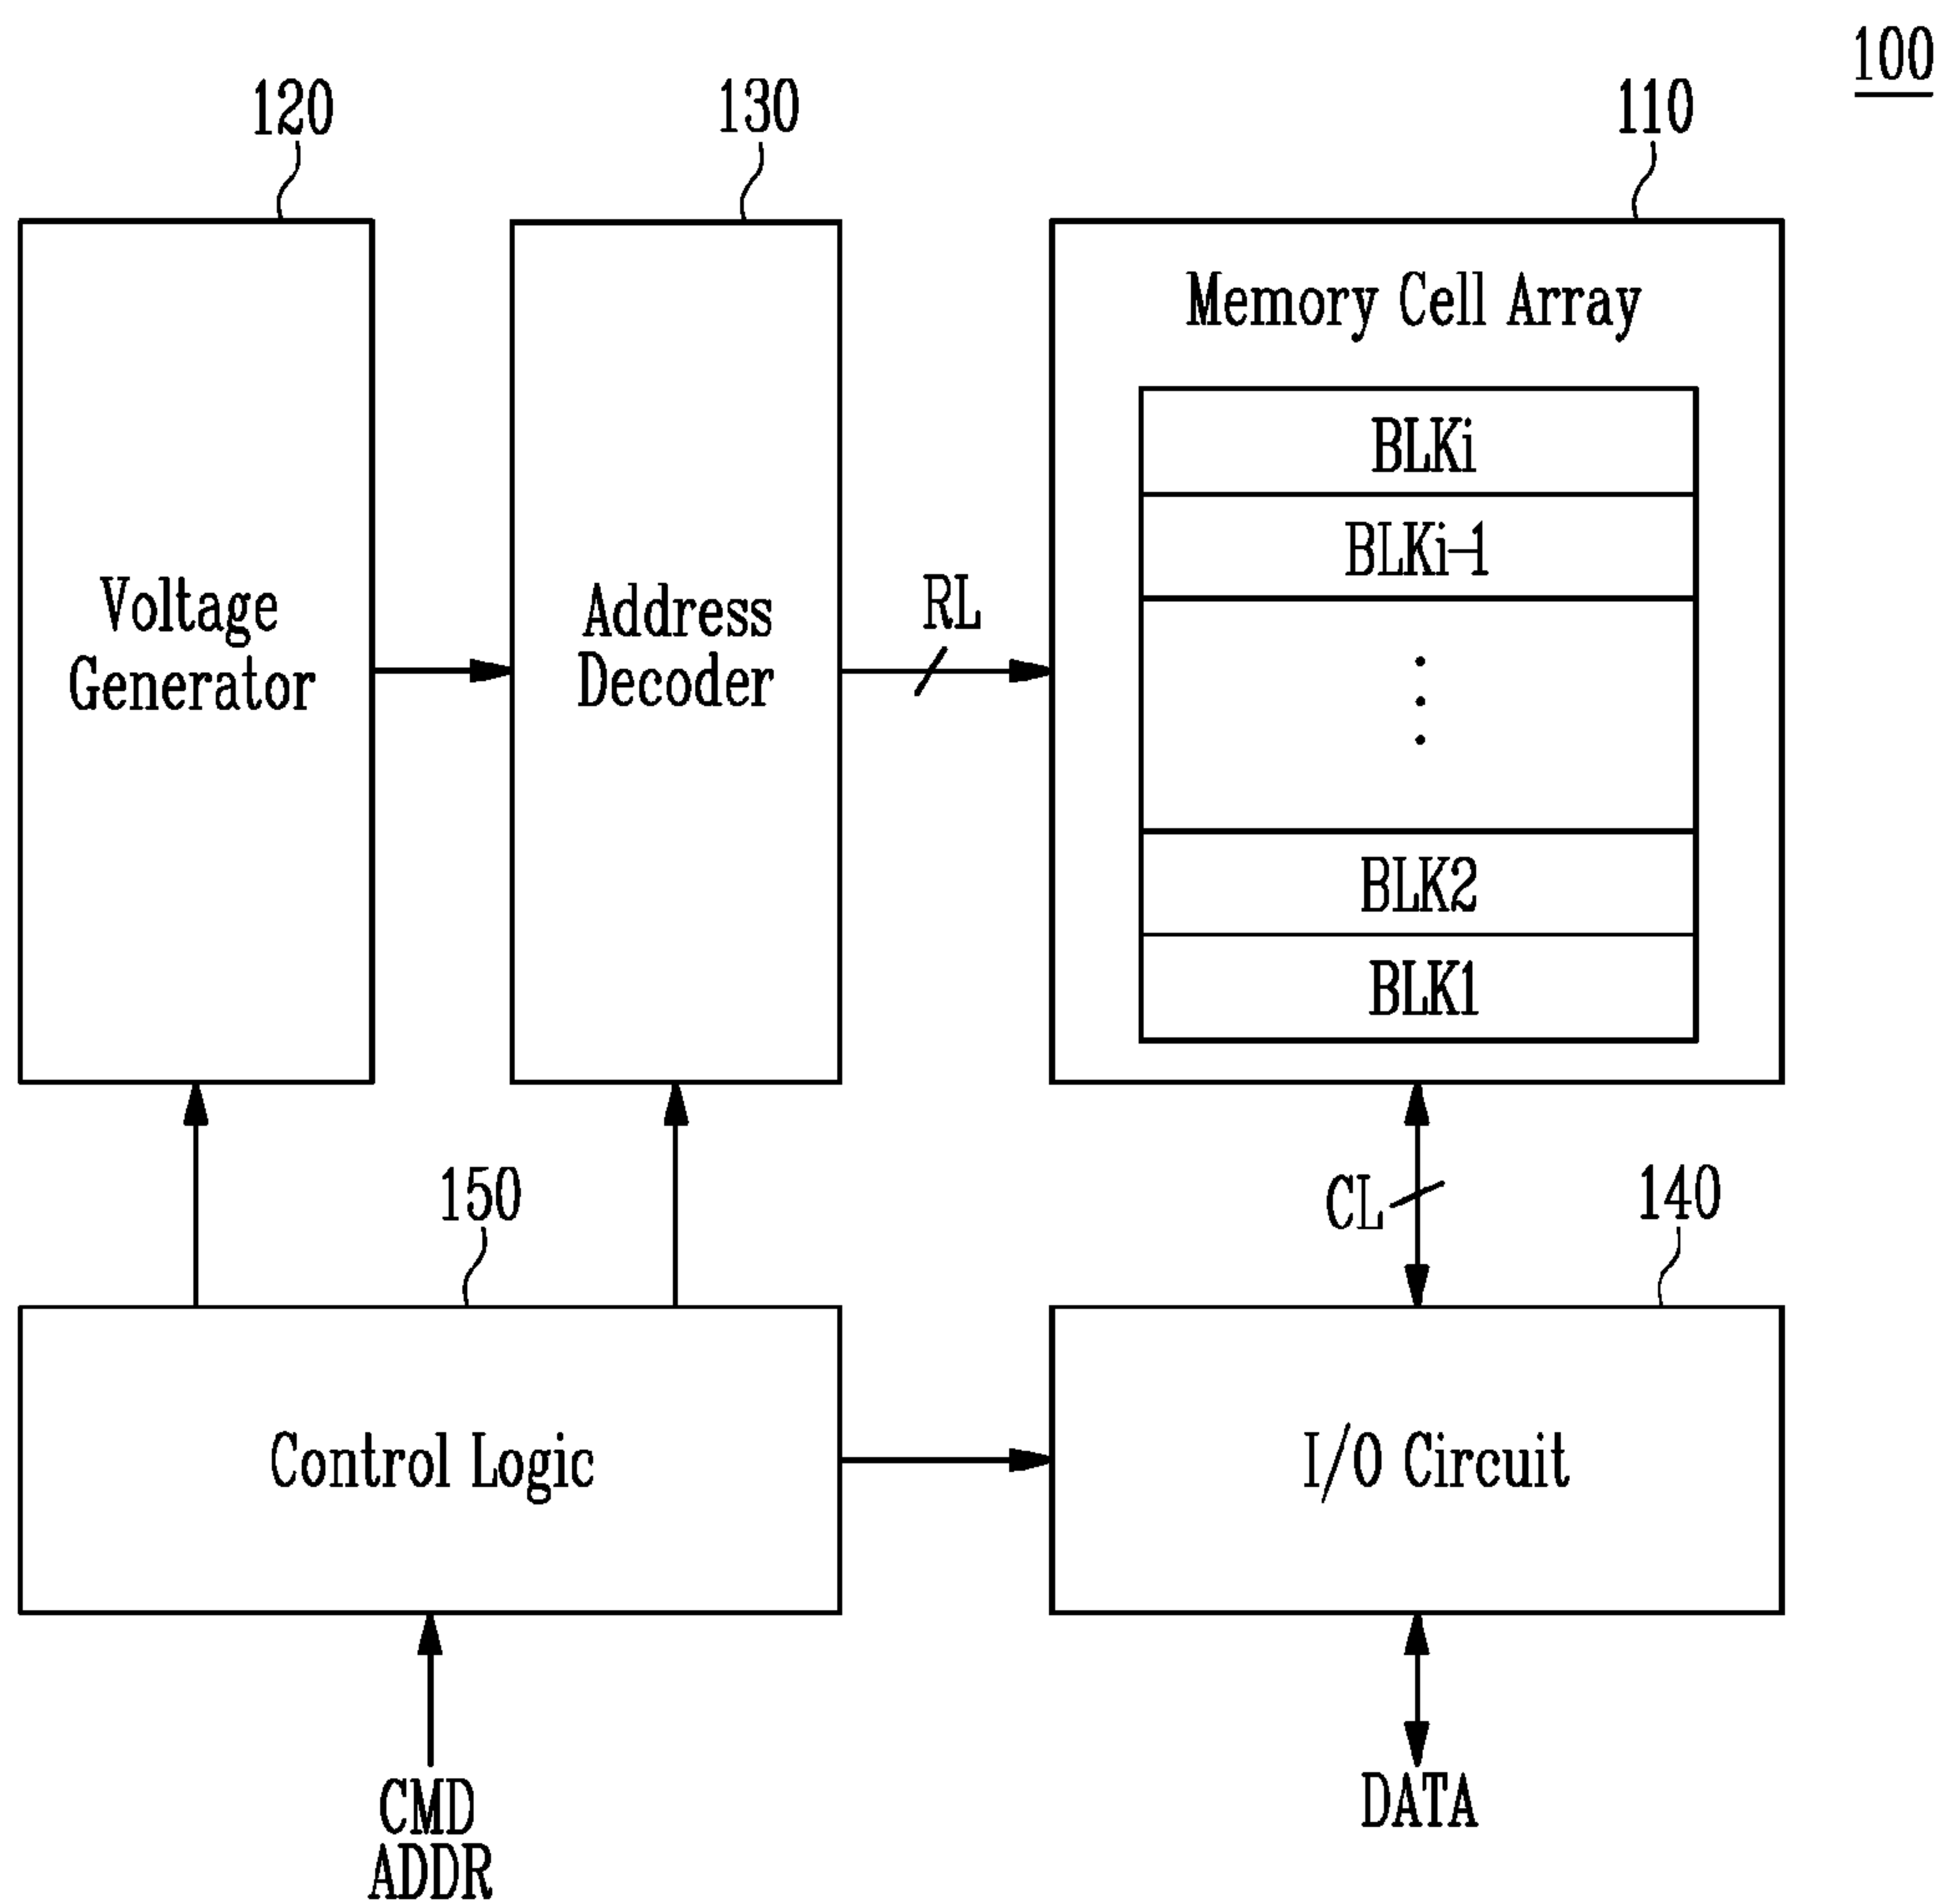 100
120
130
110
Memory Cell Array
BLKi
BLKi-1
Voltage
Generator
Address
Decoder
RL
BLK2
BLK1
150
CL
140
Control Logic
I/O Circuit
CMD
ADDR
DATA